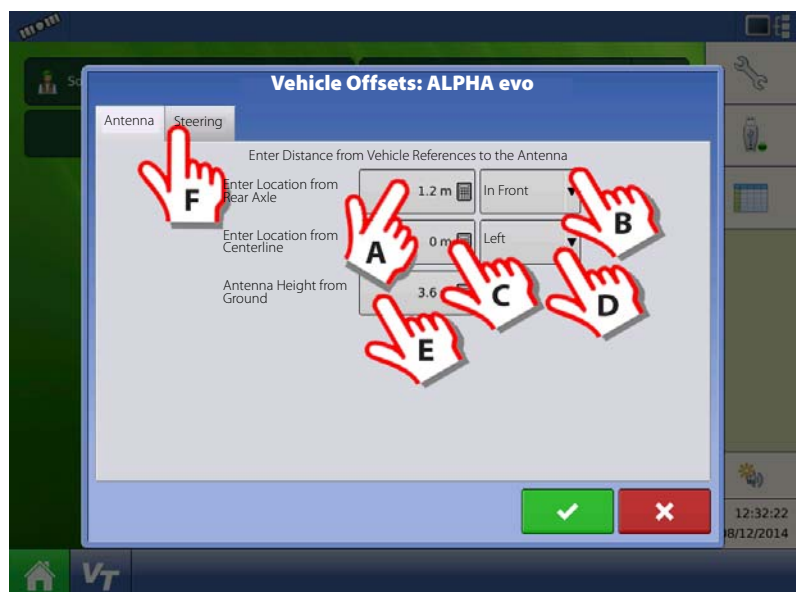 Vehicle Offsets: ALPHA evo
Antenna Steering
Enter Distance from Vehicle References to the Antenna
Enter Location from
Rear Axle
1.2 m In Front
Enter Location from
Centerline
0 m Left
Antenna Height from
Ground
3.6
A
B
C
D
E
F
12:32:22
08/12/2014
VT